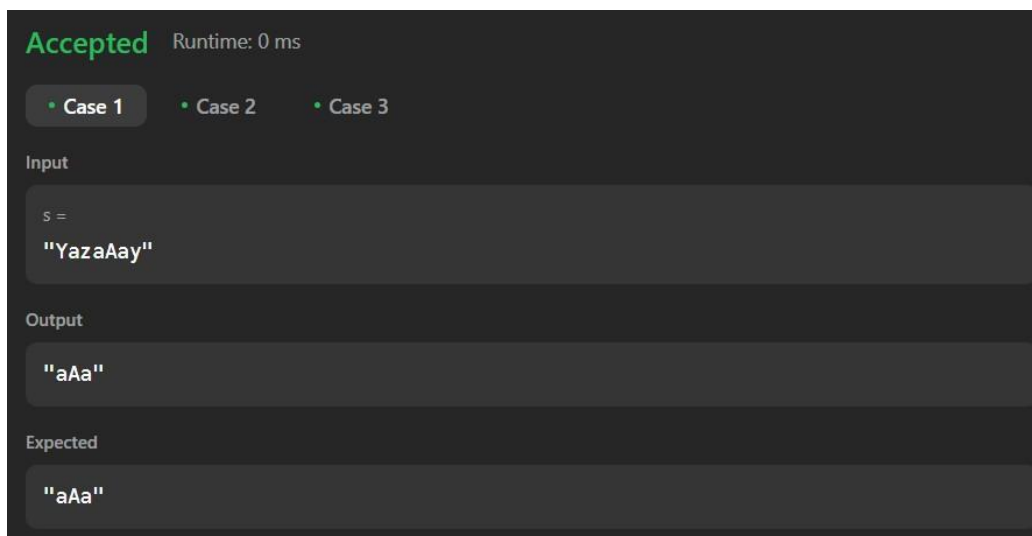 Accepted Runtime: 0 ms
• Case 1 • Case 2 • Case 3
Input
s =
"YazaAay"
Output
"aAa"
Expected
"aAa"